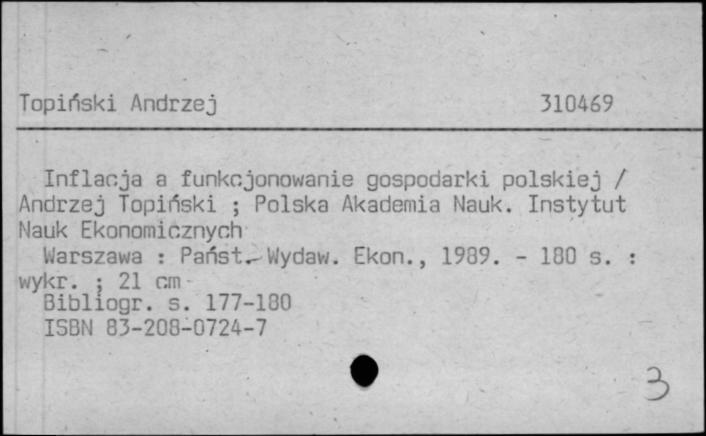 Topiński Andrzej 310469
Inflacja a funkcjonowanie gospodarki polskiej /
Andrzej Topiński ; Polska Akademia Nauk. Instytut
Nauk Ekonomicznych
Warszawa : Państ. Wydaw. Ekon., 1989. - 180 s. :
wykr. ; 21 cm
Bibliogr. s. 177-180
ISBN 83-208-0724-7
3